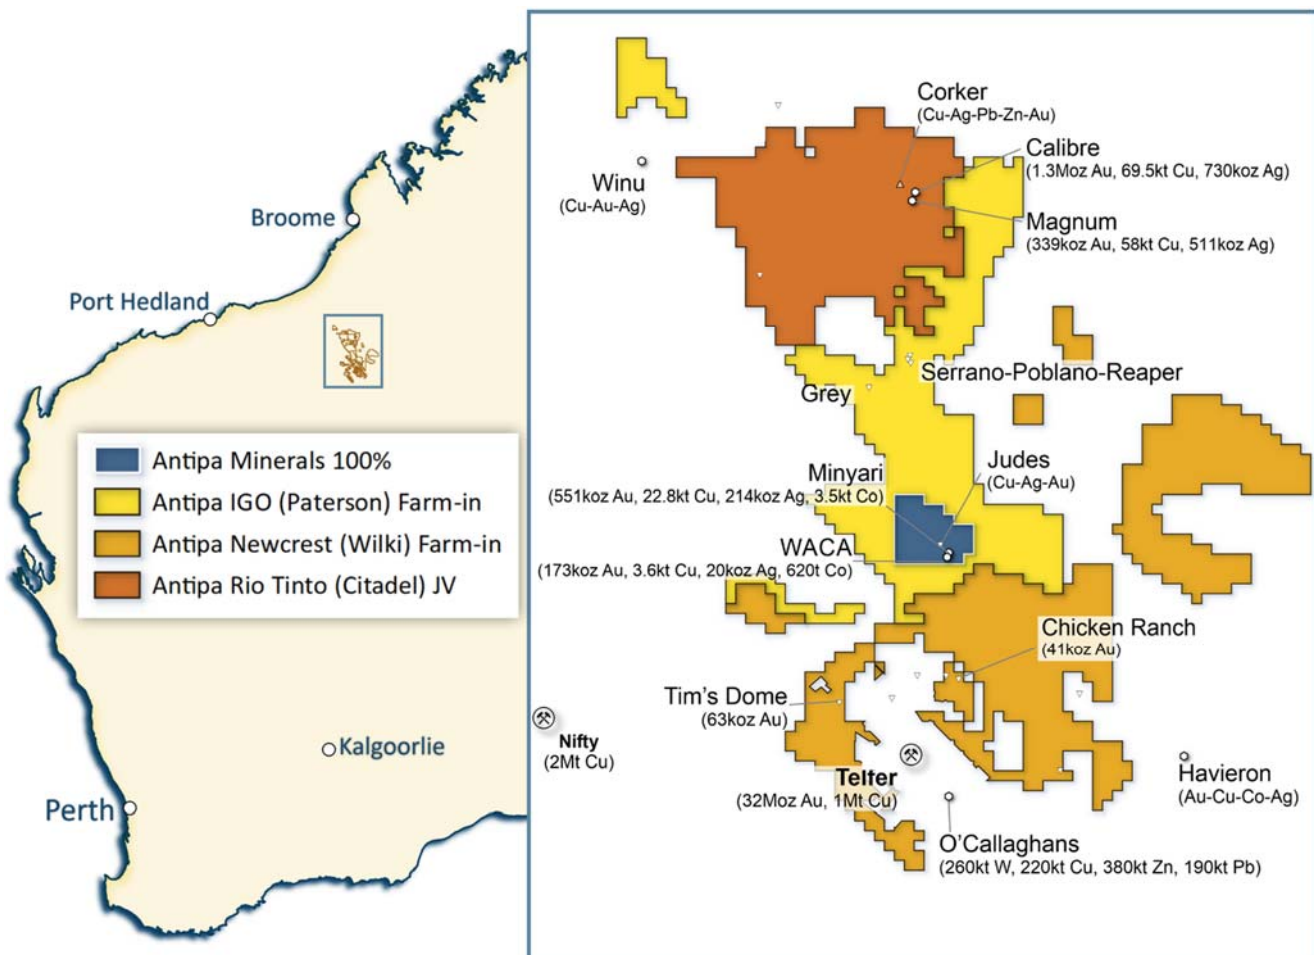 Broome
Port Hedland
Antipa Minerals 100%
Antipa IGO (Paterson) Farm-in
Antipa Newcrest (Wilki) Farm-in
Antipa Rio Tinto (Citadel) JV
Kalgoorlie
Perth
Corker
(Cu-Ag-Pb-Zn-Au)
Calibre
(1.3Moz Au, 69.5kt Cu, 730koz Ag)
Winu
(Cu-Au-Ag)
Magnum
(339koz Au, 58kt Cu, 511koz Ag)
Serrano-Poblano-Reaper
Grey
Judes
(Cu-Ag-Au)
Minyari
(551koz Au, 22.8kt Cu, 214koz Ag, 3.5kt Co)
WACA
(173koz Au, 3.6kt Cu, 20koz Ag, 620t Co)
Chicken Ranch
(41koz Au)
Tim's Dome
(63koz Au)
Nifty
(2Mt Cu)
Telfer
(32Moz Au, 1Mt Cu)
Havieron
(Au-Cu-Co-Ag)
O'Callaghans
(260kt W, 220kt Cu, 380kt Zn, 190kt Pb)